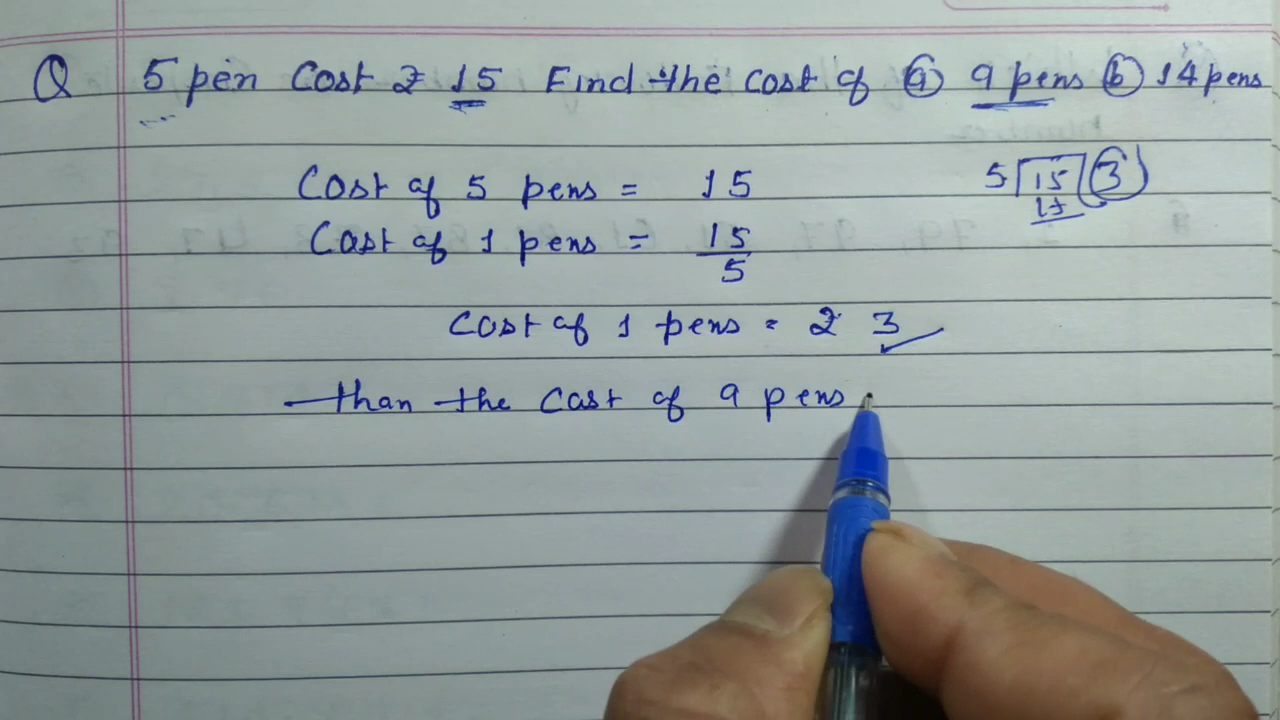 Q 5 pen Cost ₹ 15 Find the cost of ⓐ 9 pens ⓑ 14 pens
Cost of 5 pens = 15
5 15 3
15
Cost of 1 pens = 15
5
Cost of 1 pens = ₹ 3
than the cost of 9 pens